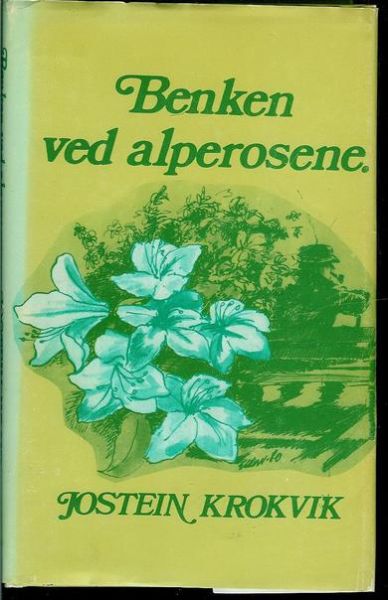 Benken
ved alperosene.
JOSTEIN KROKVIK